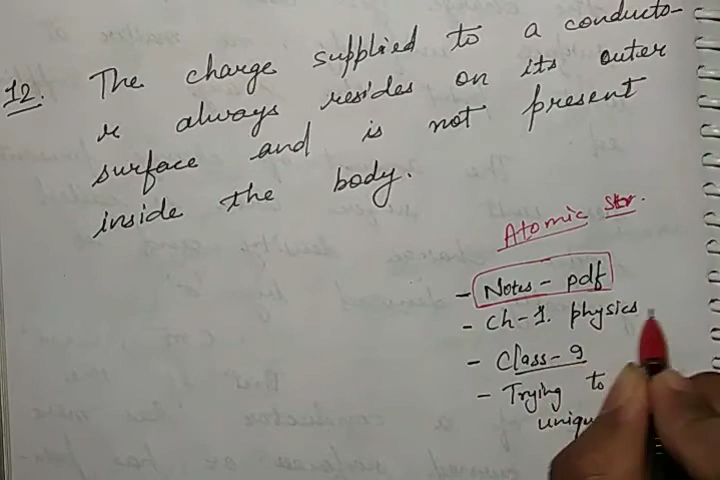 12. The charge supplied to a conducto-
r always resides on its outer
surface and is not present
inside the body.
Atomic Str.
- Notes - pdf
- Ch-1. physics
- Class-9
- Trying to
uniqu